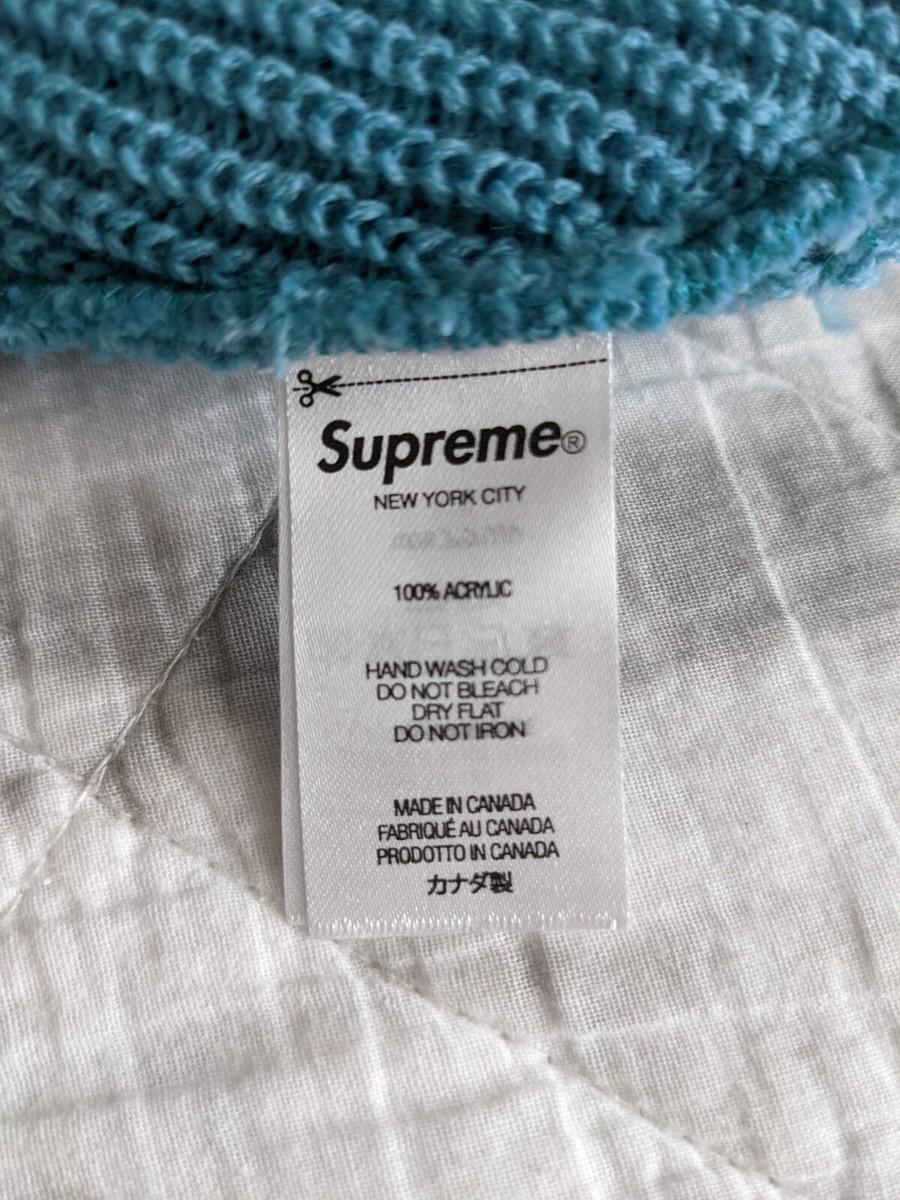 Supreme®
NEW YORK CITY
100% ACRYLIC
HAND WASH COLD
DO NOT BLEACH
DRY FLAT
DO NOT IRON
MADE IN CANADA
FABRIQUÉ AU CANADA
PRODOTTO IN CANADA
カナダ製